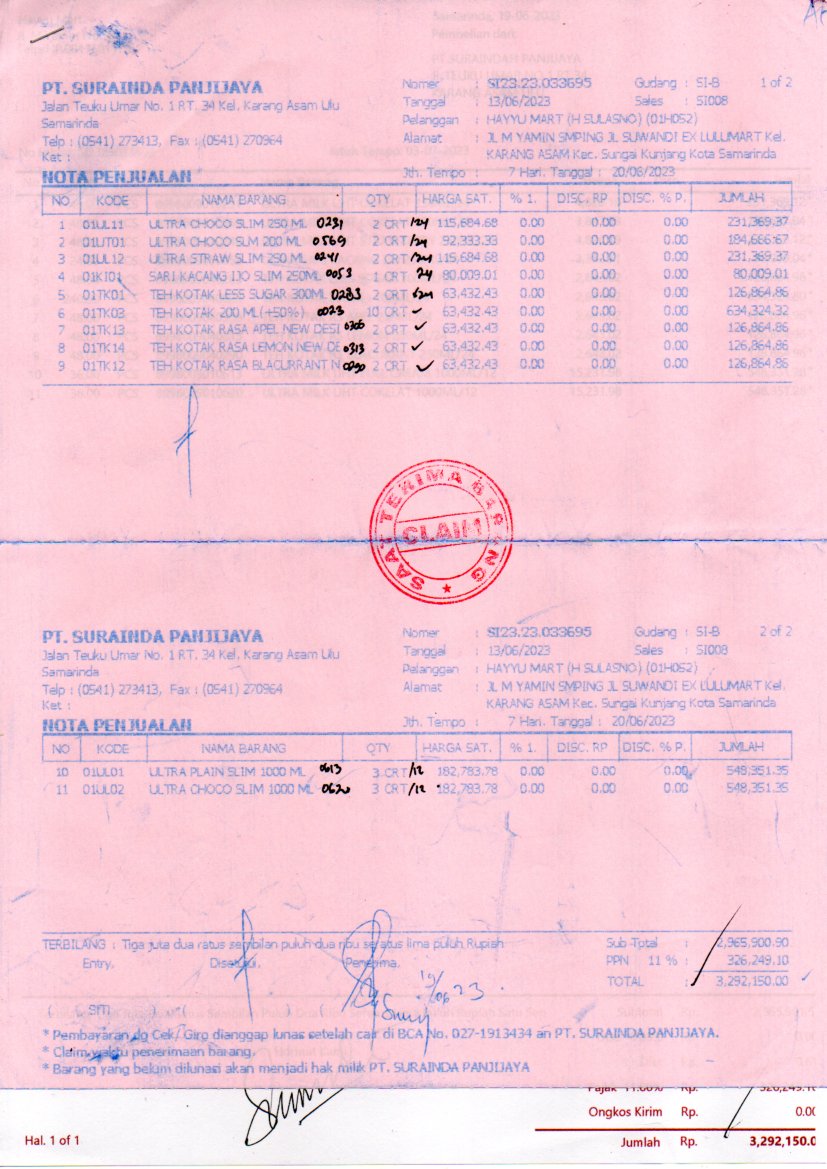 Samarinda, 19-06-2023
PT. SURAINDA PANJIJAYA
Jalan Teuku Umar No. 1 RT. 34 Kel. Karang Asam Ulu
Samarinda
Telp : (0541) 273413, Fax : (0541) 270964
Ket :
Nomer : SI23.23.033695 Gudang : SI-B 1 of 2
Tanggal : 13/06/2023 Sales : SI008
Pelanggan : HAYYU MART (H SULASNO) (01H052)
Alamat : JL M YAMIN SMPING JL SUWANDI EX LULUMART Kel.
KARANG ASAM Kec. Sungai Kunjang Kota Samarinda
Jth. Tempo : 7 Hari. Tanggal : 20/06/2023
NOTA PENJUALAN
NO KODE NAMA BARANG QTY HARGA SAT. % 1. DISC. RP DISC. % P. JUMLAH
1 01UL11 ULTRA CHOCO SLIM 250 ML 0231 2 CRT /24 115,684.68 0.00 0.00 0.00 231,369.37
2 01UT01 ULTRA CHOCO SLIM 200 ML 0569 2 CRT /24 92,333.33 0.00 0.00 0.00 184,666.67
3 01UL12 ULTRA STRAW SLIM 250 ML 0241 2 CRT /24 115,684.68 0.00 0.00 0.00 231,369.37
4 01KI01 SARI KACANG IJO SLIM 250ML 0053 1 CRT 24 80,009.01 0.00 0.00 0.00 80,009.01
5 01TK01 TEH KOTAK LESS SUGAR 300ML 0283 2 CRT /24 63,432.43 0.00 0.00 0.00 126,864.86
6 01TK03 TEH KOTAK 200 ML (+50%) 0023 10 CRT ✓ 63,432.43 0.00 0.00 0.00 634,324.32
7 01TK13 TEH KOTAK RASA APEL NEW DESI 0306 2 CRT ✓ 63,432.43 0.00 0.00 0.00 126,864.86
8 01TK14 TEH KOTAK RASA LEMON NEW DE 0313 2 CRT ✓ 63,432.43 0.00 0.00 0.00 126,864.86
9 01TK12 TEH KOTAK RASA BLACURRANT N 2 CRT ✓ 63,432.43 0.00 0.00 0.00 126,864.86
SAAT TERIMA BARANG
CLAIM
PT. SURAINDA PANJIJAYA
Jalan Teuku Umar No. 1 RT. 34 Kel. Karang Asam Ulu
Samarinda
Telp : (0541) 273413, Fax : (0541) 270964
Ket :
Nomer : SI23.23.033695 Gudang : SI-B 2 of 2
Tanggal : 13/06/2023 Sales : SI008
Pelanggan : HAYYU MART (H SULASNO) (01H052)
Alamat : JL M YAMIN SMPING JL SUWANDI EX LULUMART Kel.
KARANG ASAM Kec. Sungai Kunjang Kota Samarinda
Jth. Tempo : 7 Hari. Tanggal : 20/06/2023
NOTA PENJUALAN
NO KODE NAMA BARANG QTY HARGA SAT. % 1. DISC. RP DISC. % P. JUMLAH
10 01UL01 ULTRA PLAIN SLIM 1000 ML 0613 3 CRT /12 182,783.78 0.00 0.00 0.00 548,351.35
11 01UL02 ULTRA CHOCO SLIM 1000 ML 0620 3 CRT /12 182,783.78 0.00 0.00 0.00 548,351.35
TERBILANG : Tiga juta dua ratus sembilan puluh dua ribu seratus lima puluh Rupiah
Sub Total : 2,965,900.90
PPN 11 % : 326,249.10
TOTAL : 3,292,150.00
Entry, Disetujui, Penerima,
19/06 23
( SITI ) ( ) ( )
* Pembayaran dg Cek/ Giro dianggap lunas setelah cair di BCA No. 027-1913434 an PT. SURAINDA PANJIJAYA.
* Claim waktu penerimaan barang.
* Barang yang belum dilunasi akan menjadi hak milik PT. SURAINDA PANJIJAYA
Pajak 11.00% Rp. 326,249.10
Ongkos Kirim Rp. 0.00
Hal. 1 of 1
Jumlah Rp. 3,292,150.0